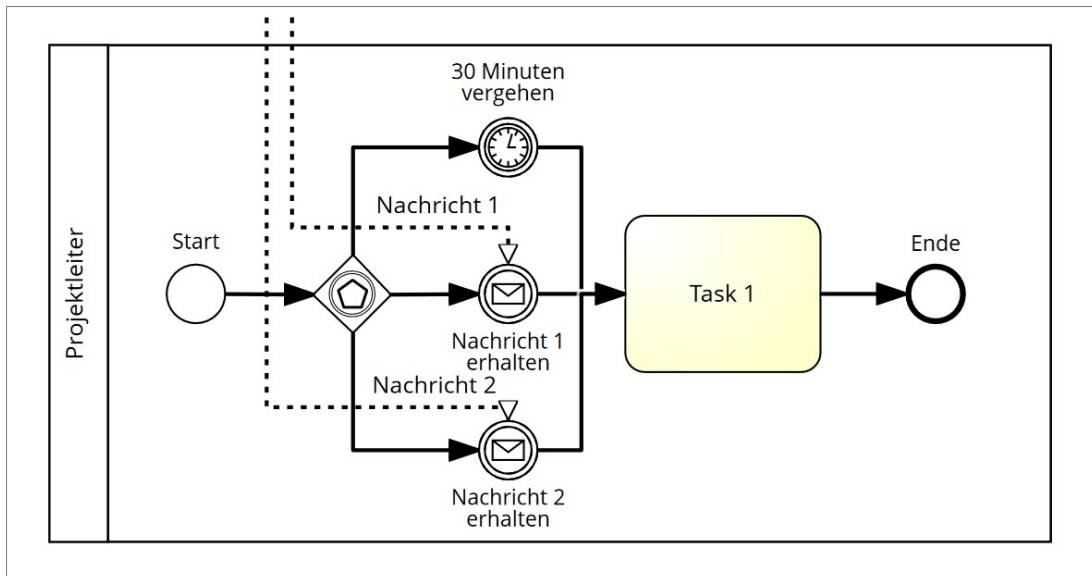 Projektleiter
30 Minuten
vergehen
Nachricht 1
Start
Nachricht 1
erhalten
Task 1
Ende
Nachricht 2
Nachricht 2
erhalten